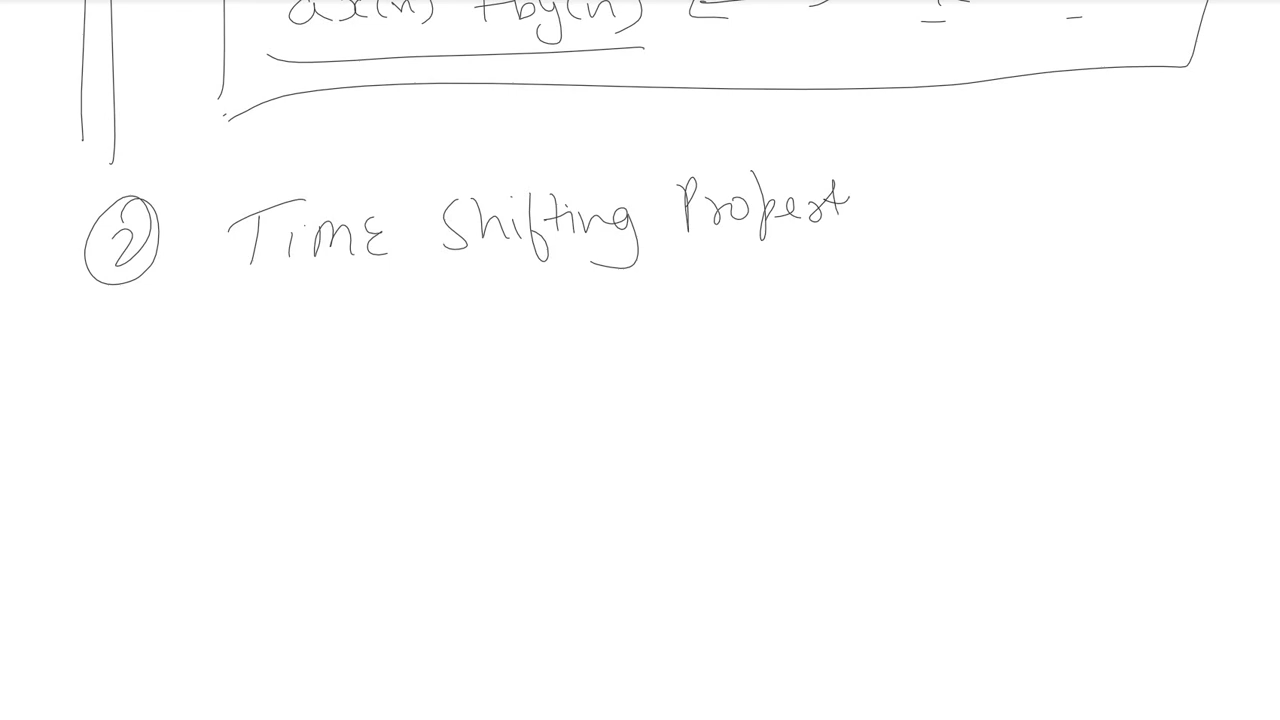 ax(n) + by(n)
② TIME Shifting Propert